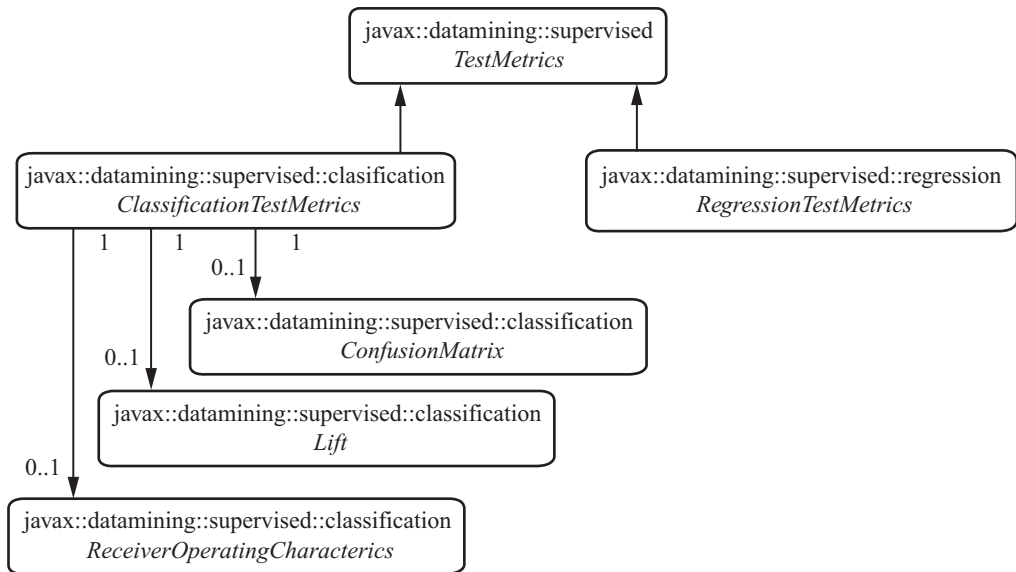 javax::datamining::supervised
TestMetrics
javax::datamining::supervised::clasification
ClassificationTestMetrics
javax::datamining::supervised::regression
RegressionTestMetrics
1
1
1
0..1
javax::datamining::supervised::classification
ConfusionMatrix
0..1
javax::datamining::supervised::classification
Lift
0..1
javax::datamining::supervised::classification
ReceiverOperatingCharacterics